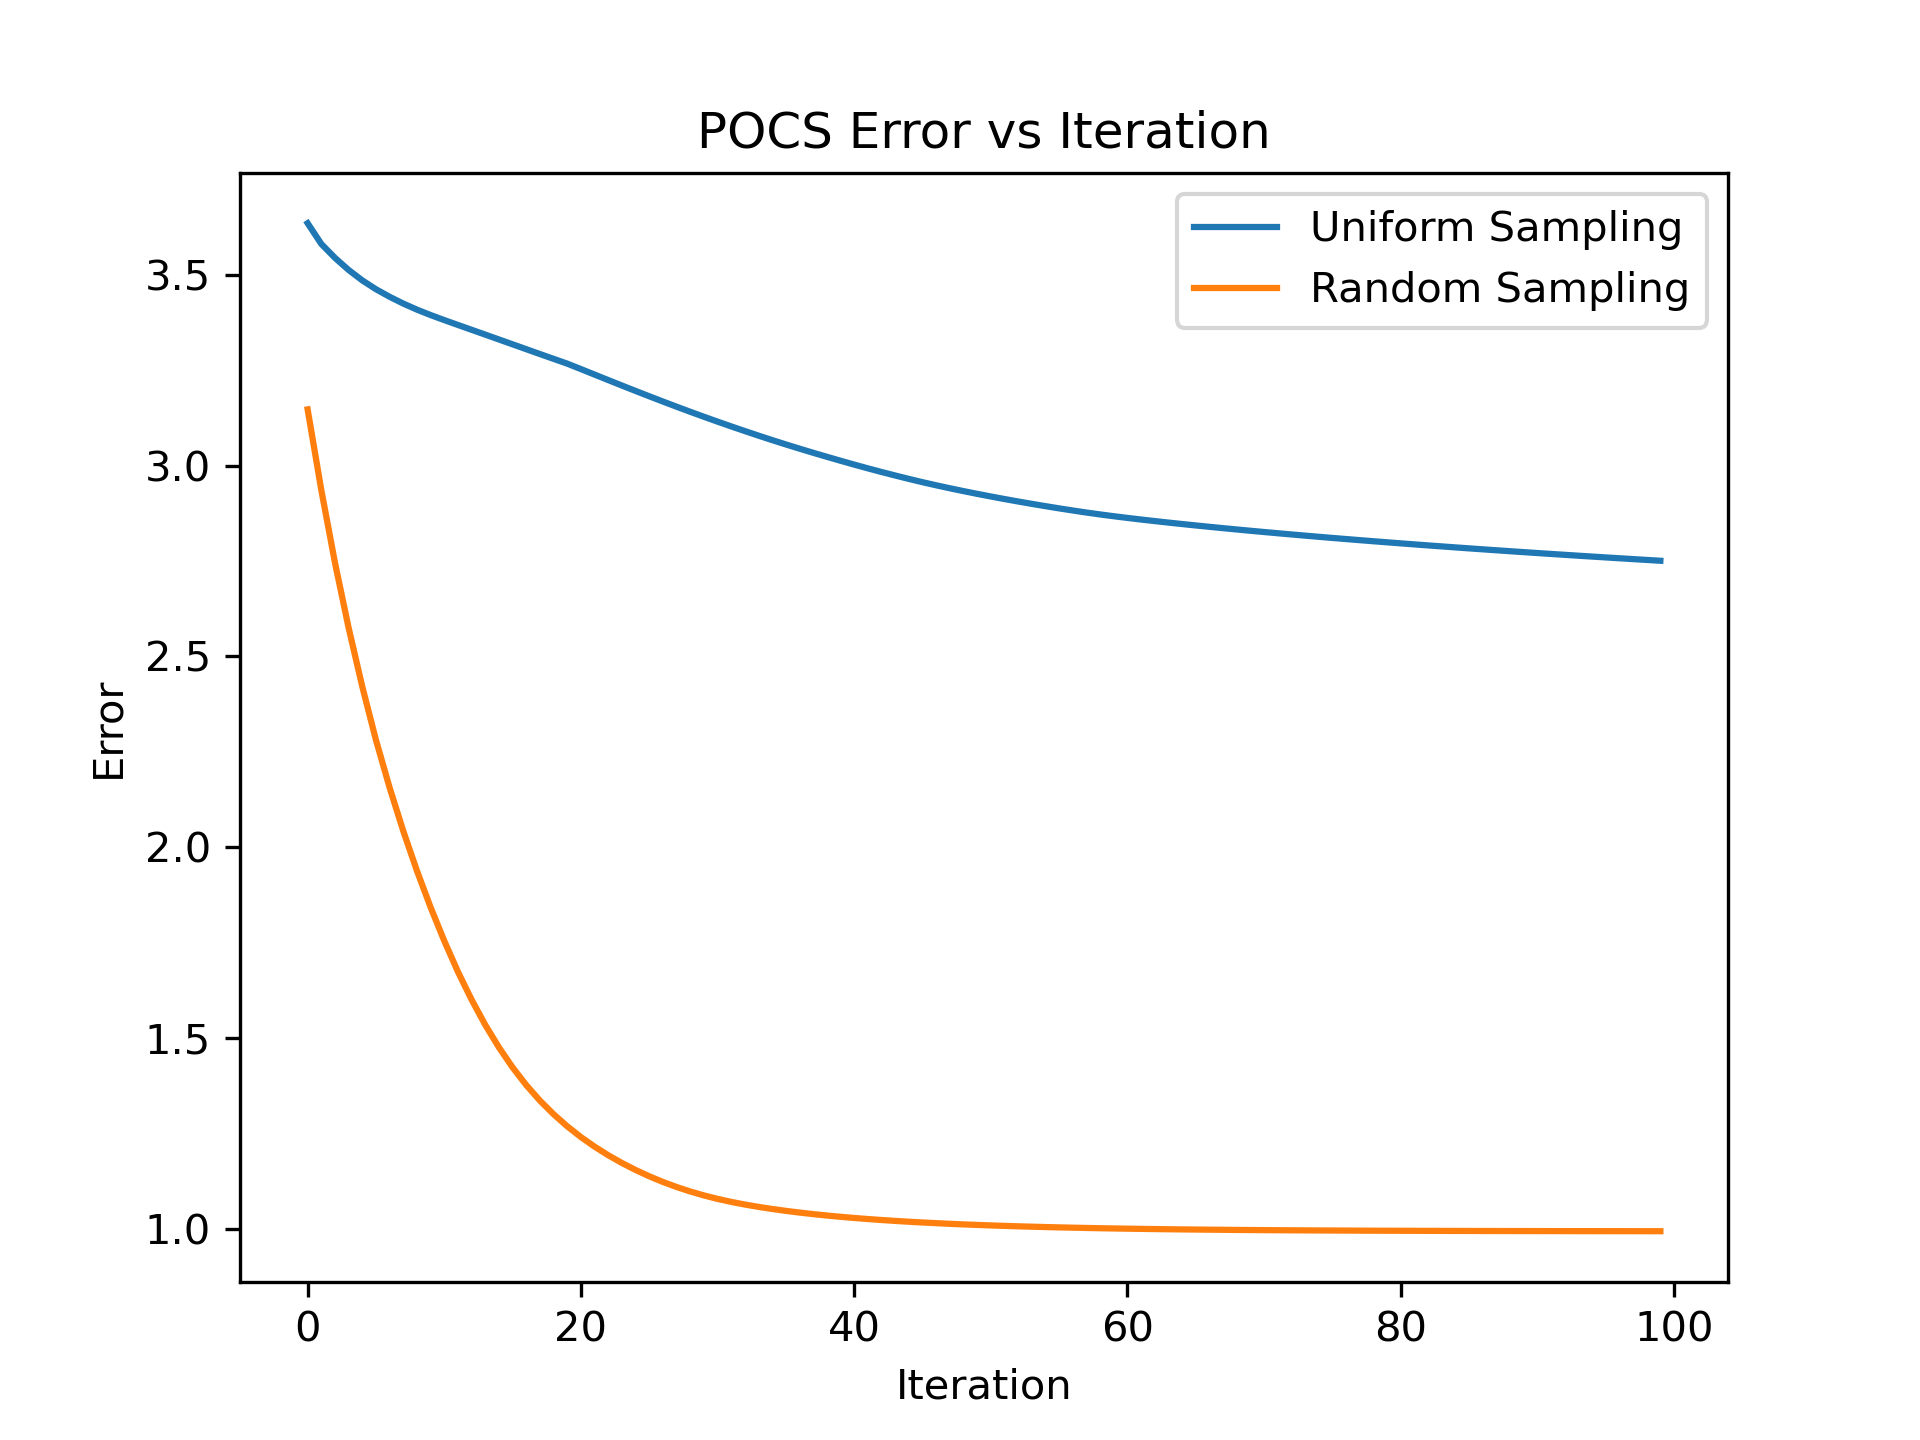 POCS Error vs Iteration
Uniform Sampling
Random Sampling
3.5
3.0
2.5
2.0
1.5
1.0
Error
0 20 40 60 80 100
Iteration